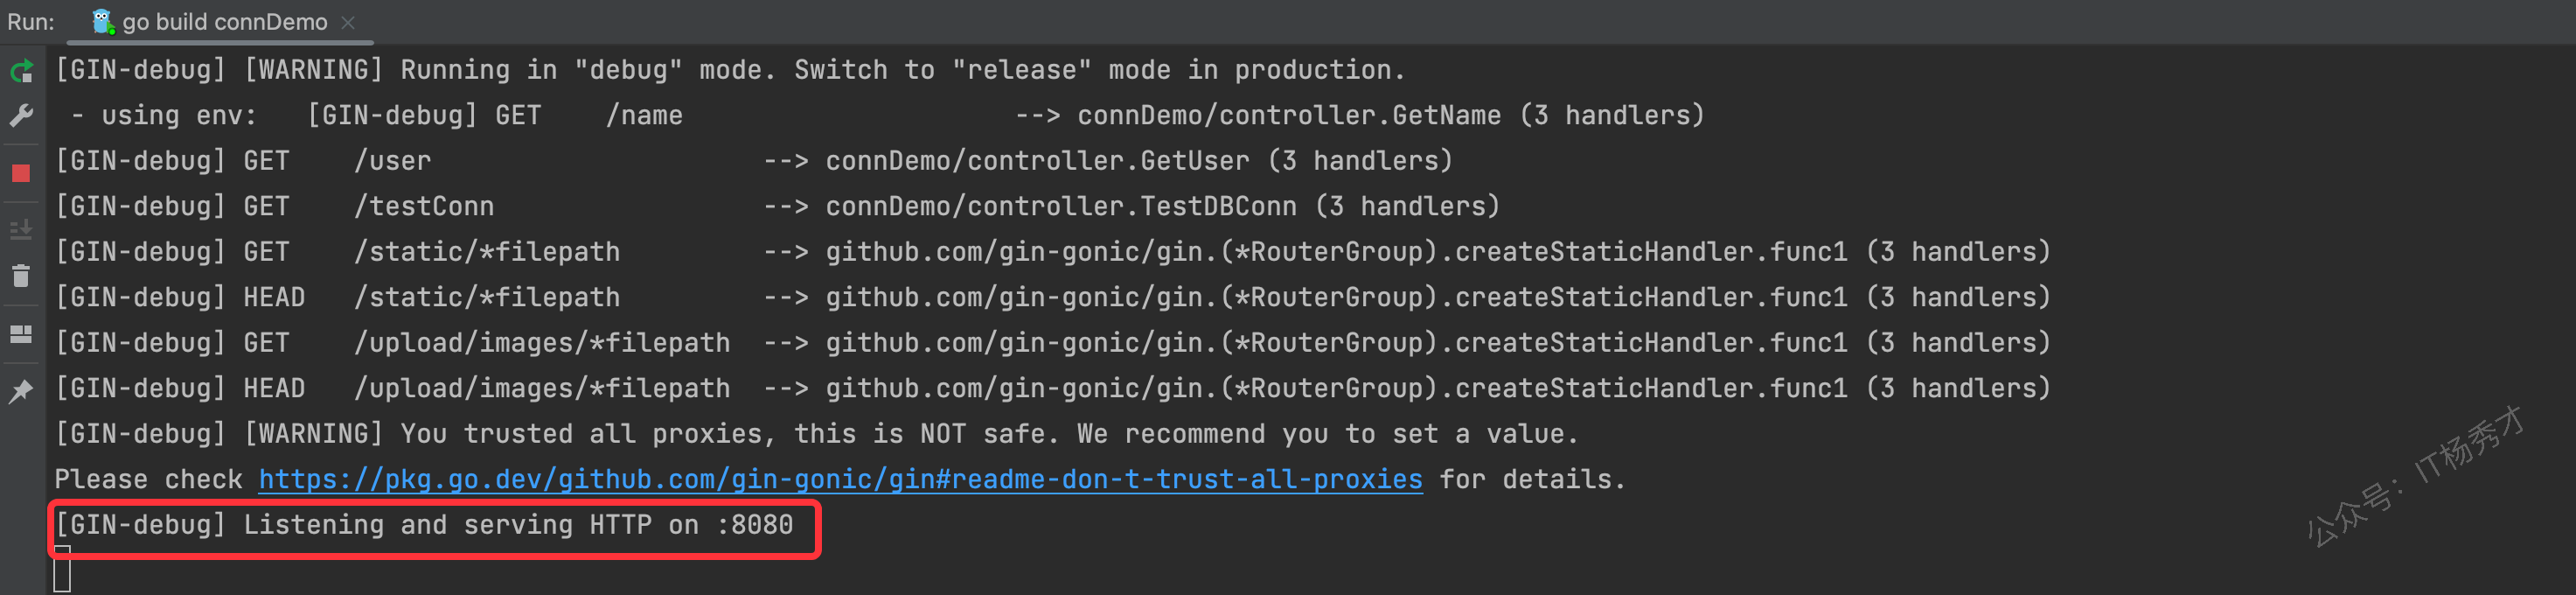 Run: go build connDemo
[GIN-debug] [WARNING] Running in "debug" mode. Switch to "release" mode in production.
 - using env:   [GIN-debug] GET    /name                     --> connDemo/controller.GetName (3 handlers)
[GIN-debug] GET    /user                     --> connDemo/controller.GetUser (3 handlers)
[GIN-debug] GET    /testConn                 --> connDemo/controller.TestDBConn (3 handlers)
[GIN-debug] GET    /static/*filepath         --> github.com/gin-gonic/gin.(*RouterGroup).createStaticHandler.func1 (3 handlers)
[GIN-debug] HEAD   /static/*filepath         --> github.com/gin-gonic/gin.(*RouterGroup).createStaticHandler.func1 (3 handlers)
[GIN-debug] GET    /upload/images/*filepath  --> github.com/gin-gonic/gin.(*RouterGroup).createStaticHandler.func1 (3 handlers)
[GIN-debug] HEAD   /upload/images/*filepath  --> github.com/gin-gonic/gin.(*RouterGroup).createStaticHandler.func1 (3 handlers)
[GIN-debug] [WARNING] You trusted all proxies, this is NOT safe. We recommend you to set a value.
Please check https://pkg.go.dev/github.com/gin-gonic/gin#readme-don-t-trust-all-proxies for details.
[GIN-debug] Listening and serving HTTP on :8080
公众号：IT杨秀才